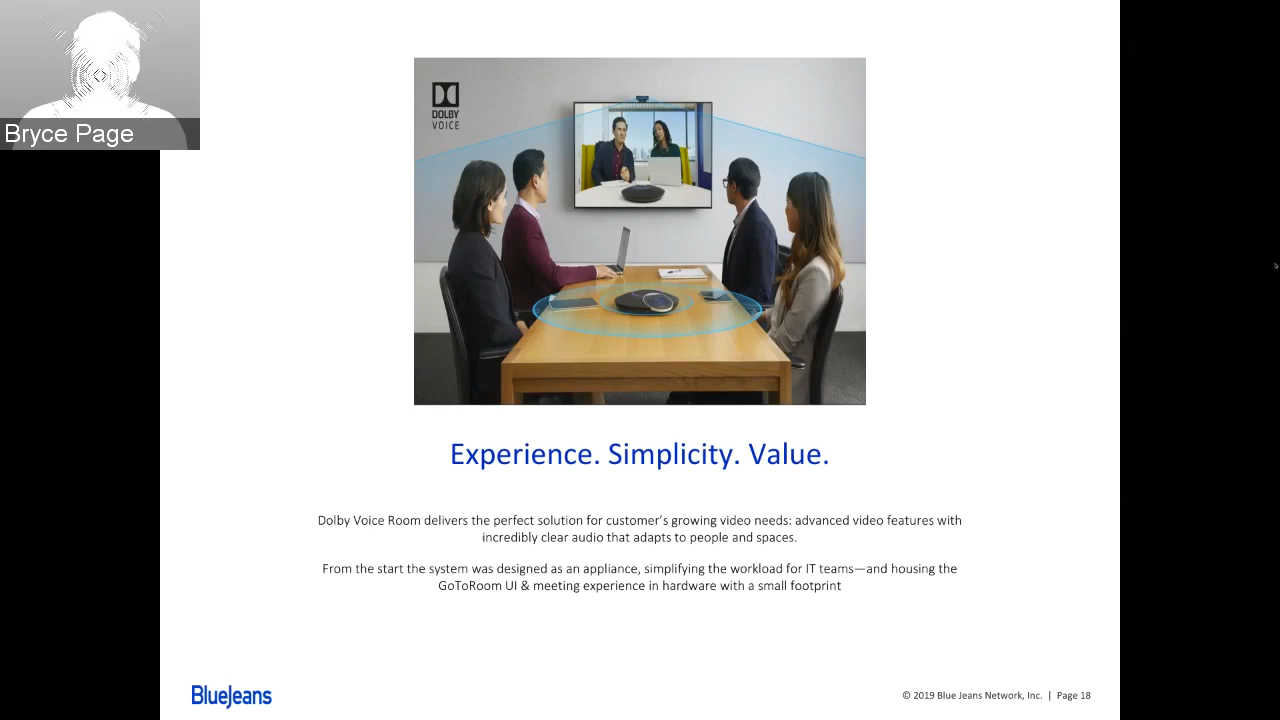 Bryce Page
DOLBY
VOICE
Experience. Simplicity. Value.
Dolby Voice Room delivers the perfect solution for customer’s growing video needs: advanced video features with
incredibly clear audio that adapts to people and spaces.
From the start the system was designed as an appliance, simplifying the workload for IT teams—and housing the
GoToRoom UI & meeting experience in hardware with a small footprint
BlueJeans
© 2019 Blue Jeans Network, Inc. | Page 18